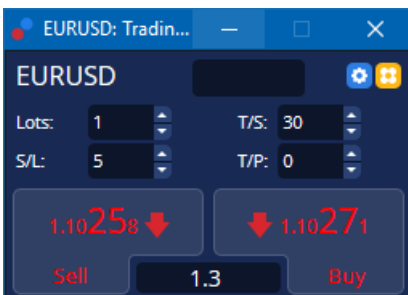 EURUSD: Tradin...
EURUSD
Lots: 1 T/S: 30
S/L: 5 T/P: 0
1.10258 1.10271
Sell 1.3 Buy